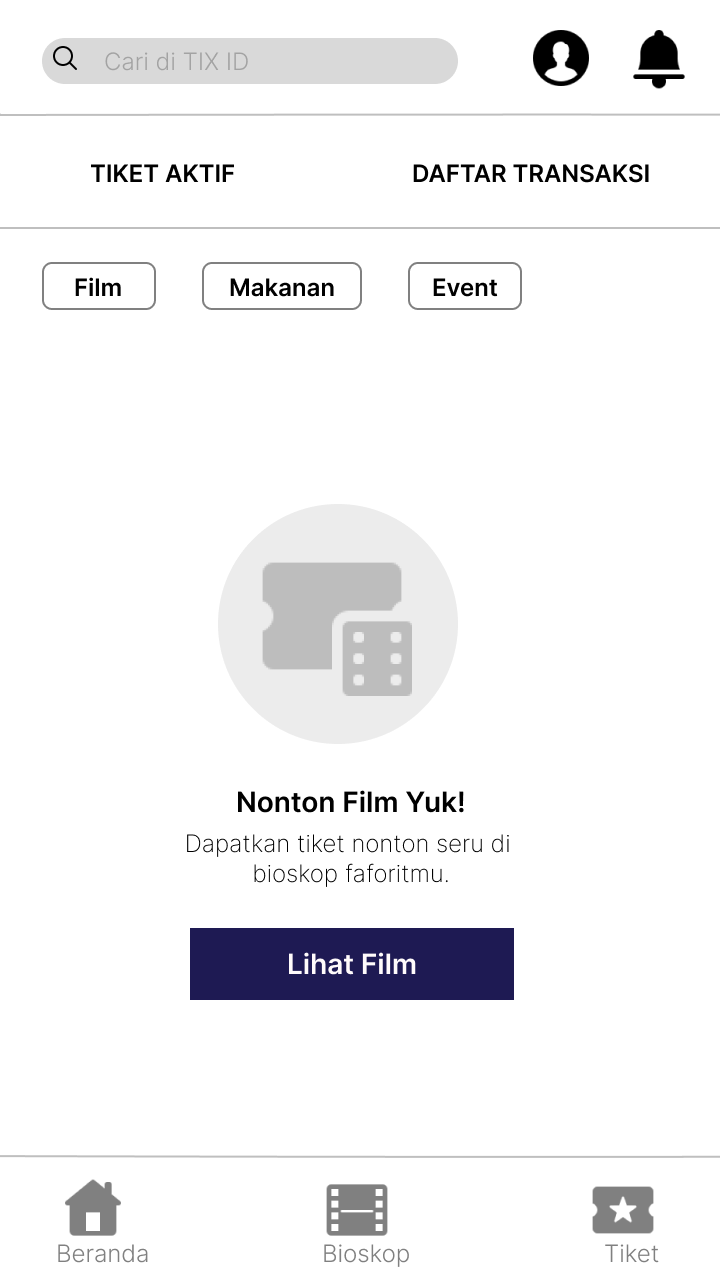 Cari di TIX ID
TIKET AKTIF
DAFTAR TRANSAKSI
Film
Makanan
Event
Nonton Film Yuk!
Dapatkan tiket nonton seru di
bioskop faforitmu.
Lihat Film
Beranda
Bioskop
Tiket